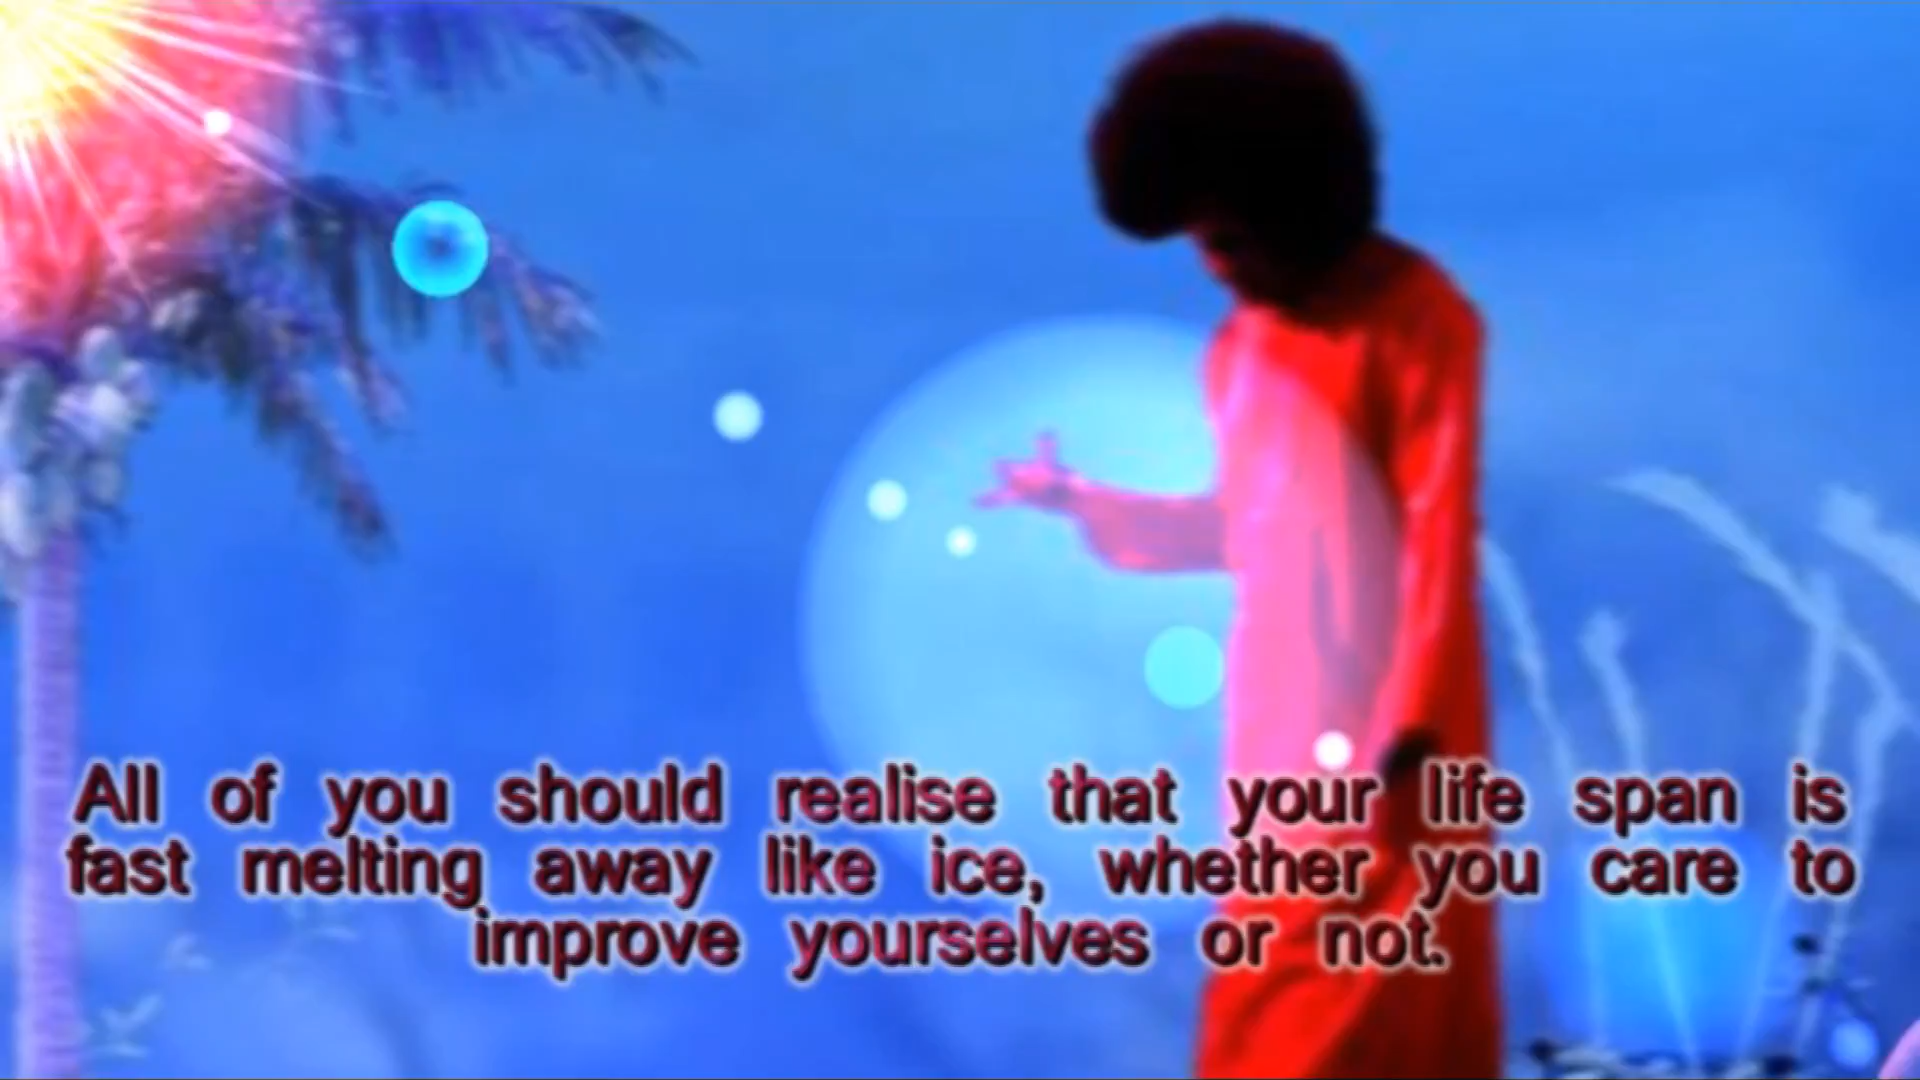 All of you should realise that your life span is
fast melting away like ice, whether you care to
improve yourselves or not.